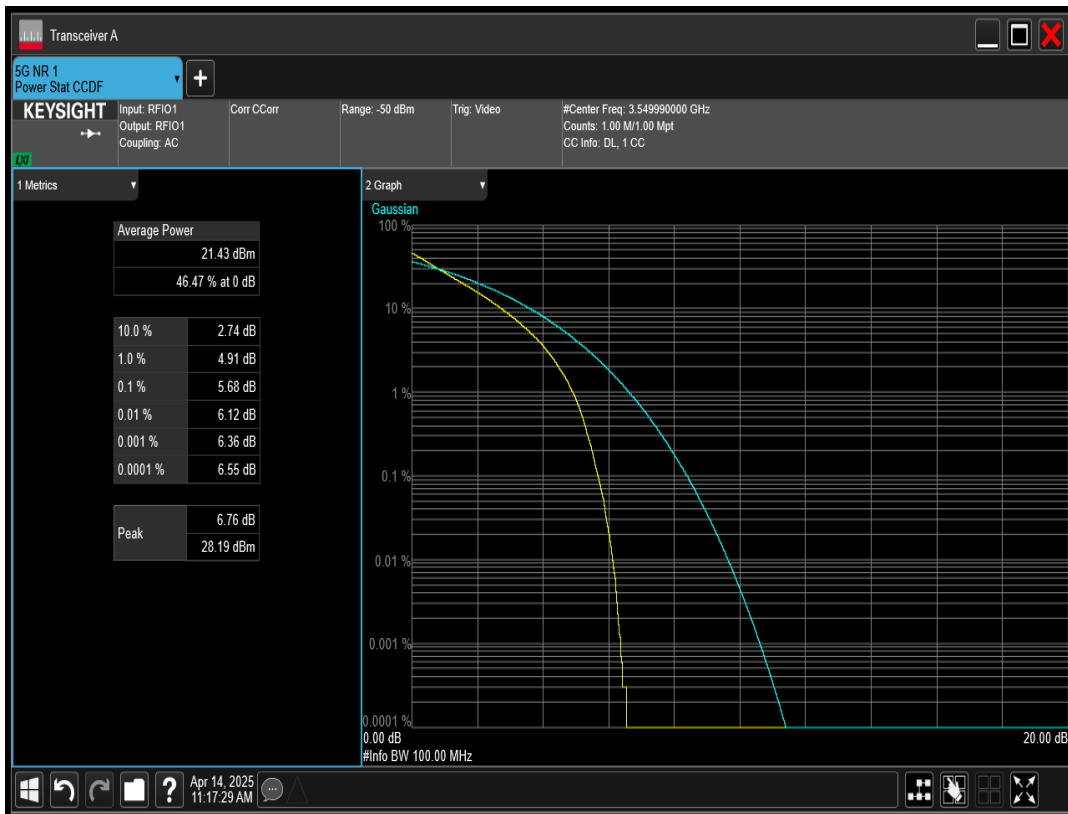 Transceiver A
5G NR 1
Power Stat CCDF
+
KEYSIGHT
LXI
Input: RFIO1
Output: RFIO1
Coupling: AC
Corr CCorr
Range: -50 dBm
Trig: Video
#Center Freq: 3.549990000 GHz
Counts: 1.00 M/1.00 Mpt
CC Info: DL, 1 CC
1 Metrics
Average Power
21.43 dBm
46.47 % at 0 dB
10.0 % 2.74 dB
1.0 % 4.91 dB
0.1 % 5.68 dB
0.01 % 6.12 dB
0.001 % 6.36 dB
0.0001 % 6.55 dB
Peak 6.76 dB
28.19 dBm
2 Graph
Gaussian
100 %
10 %
1 %
0.1 %
0.01 %
0.001 %
0.0001 %
0.00 dB 20.00 dB
#Info BW 100.00 MHz
?
Apr 14, 2025
11:17:29 AM